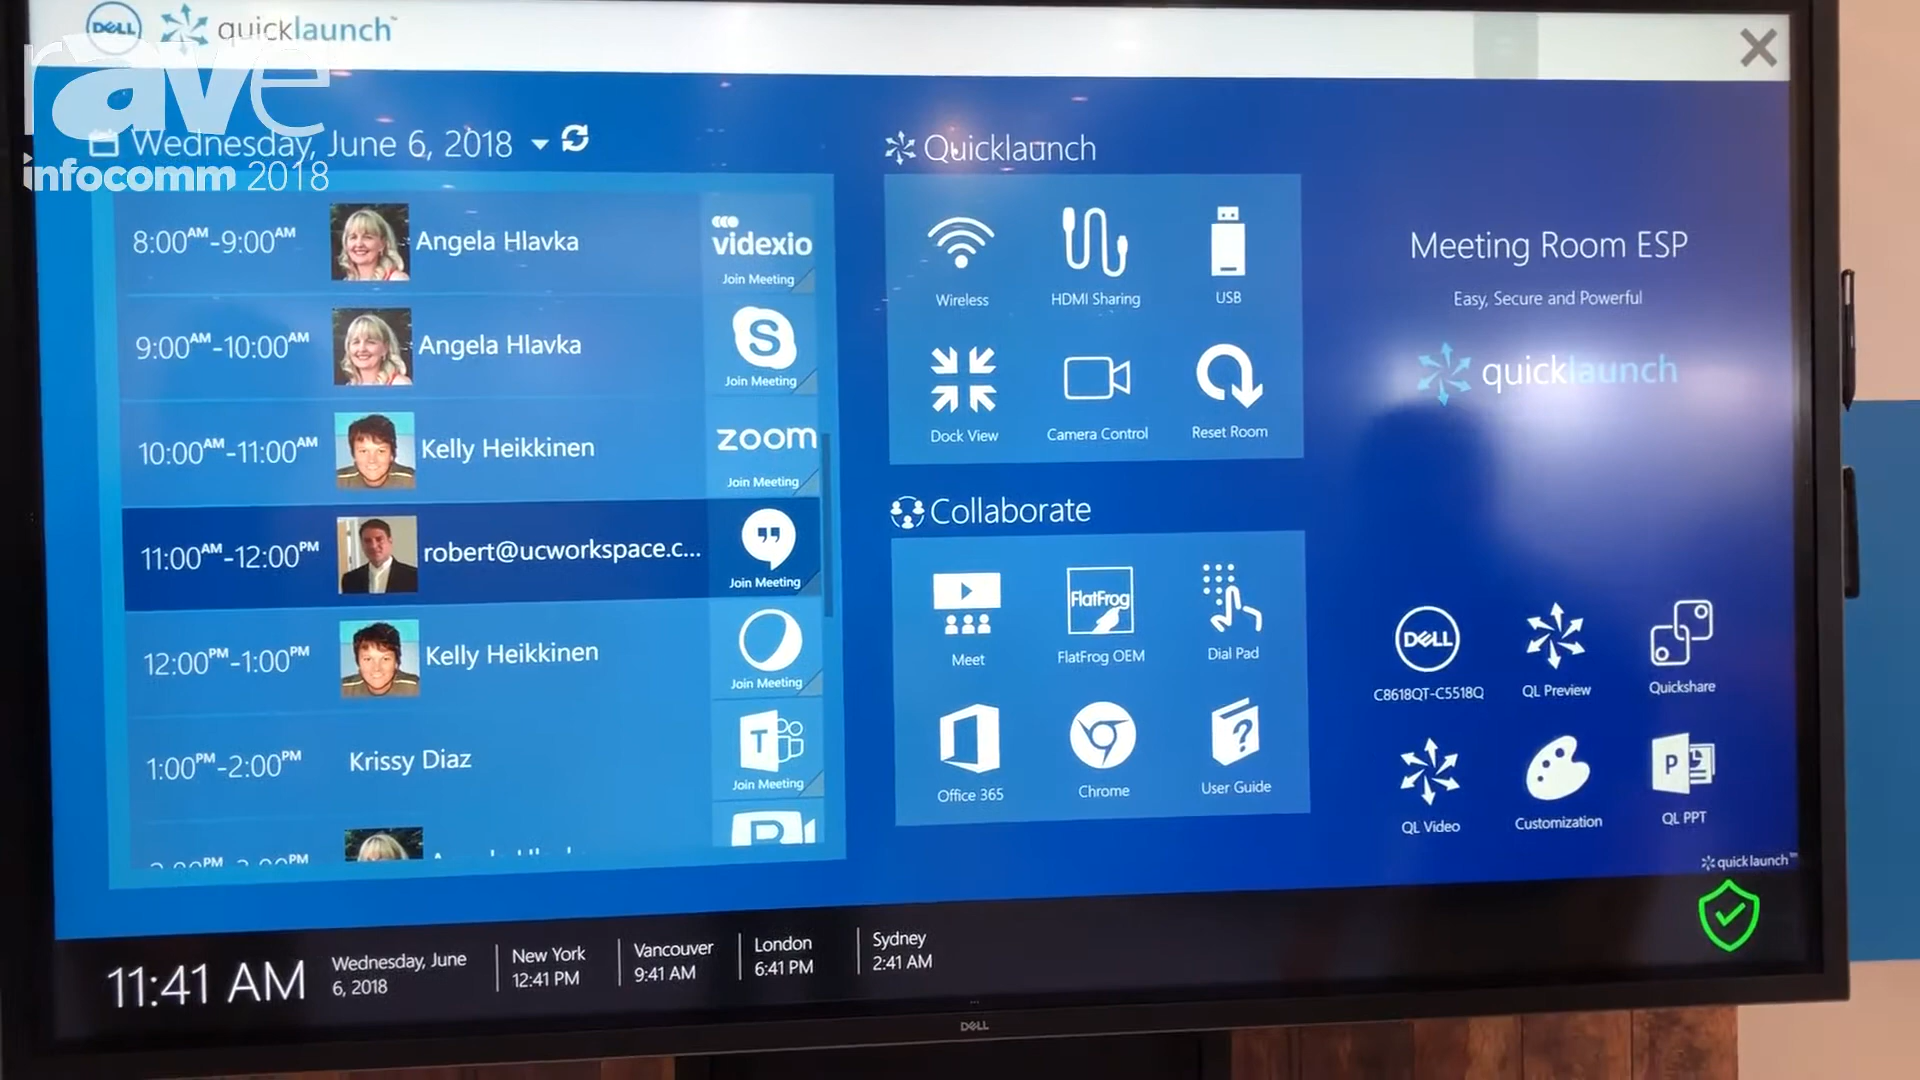 DELL quicklaunch™
rave
infocomm 2018
Wednesday, June 6, 2018
8:00AM-9:00AM Angela Hlavka videxio Join Meeting
9:00AM-10:00AM Angela Hlavka S Join Meeting
10:00AM-11:00AM Kelly Heikkinen zoom Join Meeting
11:00AM-12:00PM robert@ucworkspace.c... Join Meeting
12:00PM-1:00PM Kelly Heikkinen Join Meeting
1:00PM-2:00PM Krissy Diaz T Join Meeting
Quicklaunch
Wireless HDMI Sharing USB
Dock View Camera Control Reset Room
Collaborate
FlatFrog
Meet FlatFrog OEM Dial Pad
?
Office 365 Chrome User Guide
Meeting Room ESP
Easy, Secure and Powerful
quicklaunch
DELL
C8618QT-C5518Q QL Preview Quickshare
P
QL Video Customization QL PPT
quicklaunch™
11:41 AM
Wednesday, June
6, 2018
New York
12:41 PM
Vancouver
9:41 AM
London
6:41 PM
Sydney
2:41 AM
DELL